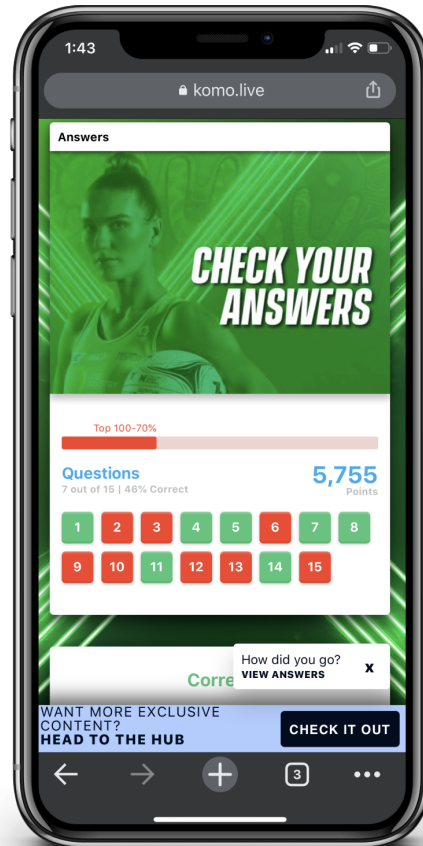 1:43
komo.live
Answers
CHECK YOUR
ANSWERS
Top 100-70%
Questions
5,755
7 out of 15 | 46% Correct
Points
1 2 3 4 5 6 7 8
9 10 11 12 13 14 15
How did you go?
VIEW ANSWERS
X
Corre
WANT MORE EXCLUSIVE
CONTENT?
HEAD TO THE HUB
CHECK IT OUT
3